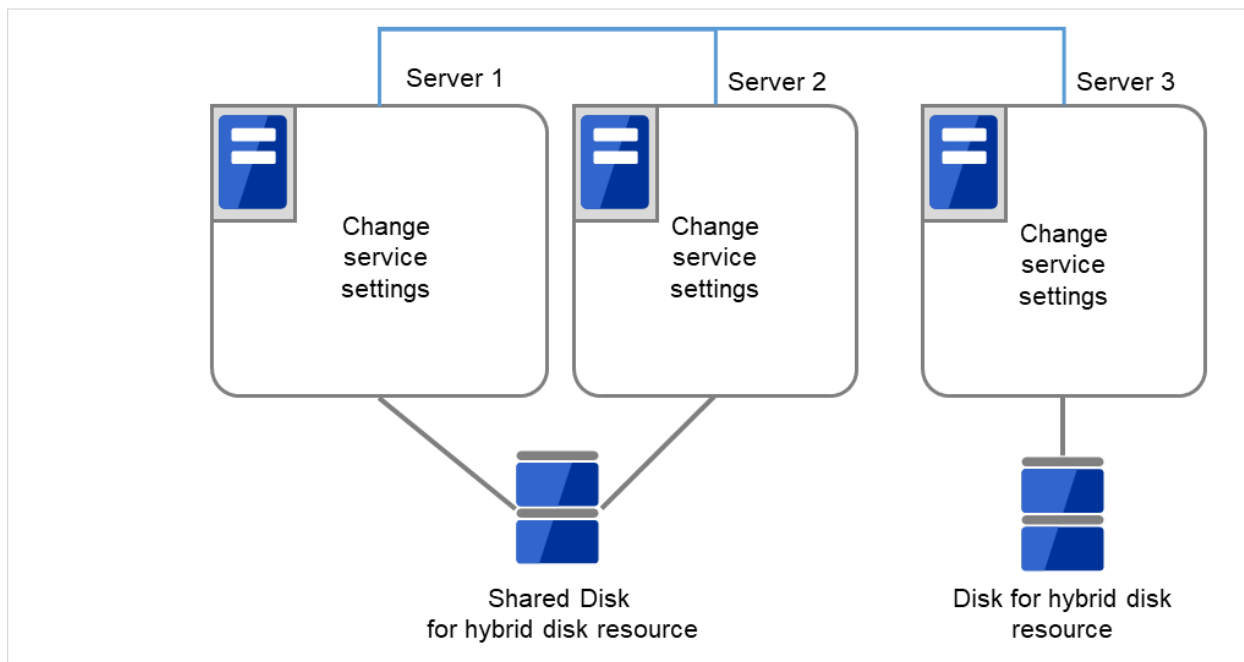 Server 1
Server 2
Server 3
Change
service
settings
Change
service
settings
Change
service
settings
Shared Disk
for hybrid disk resource
Disk for hybrid disk
resource